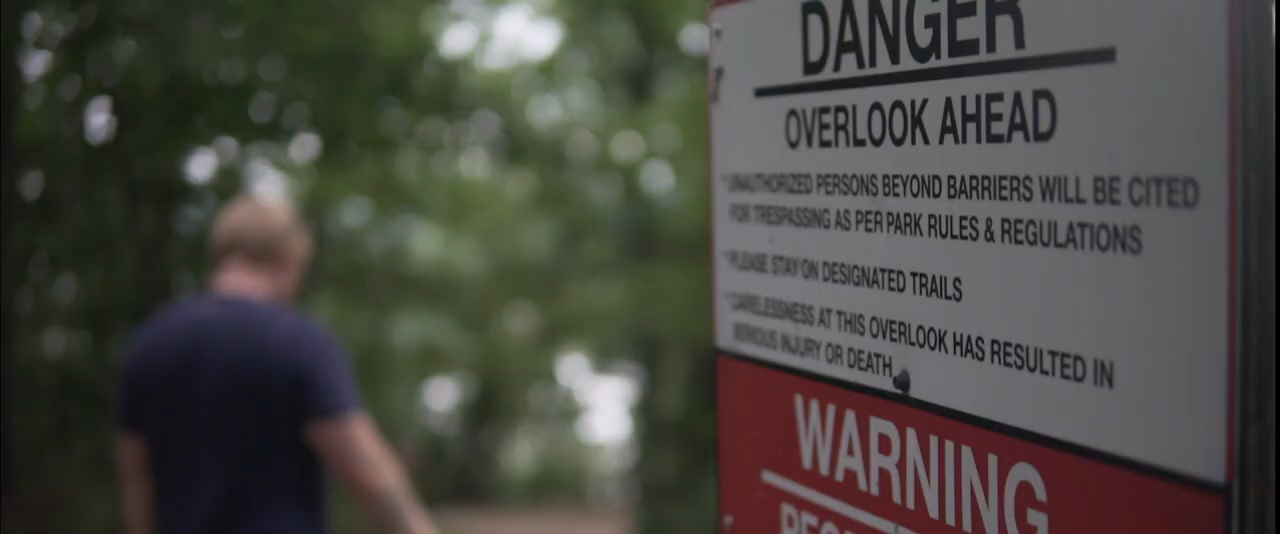 DANGER
OVERLOOK AHEAD
UNAUTHORIZED PERSONS BEYOND BARRIERS WILL BE CITED
FOR TRESPASSING AS PER PARK RULES & REGULATIONS
PLEASE STAY ON DESIGNATED TRAILS
CARELESSNESS AT THIS OVERLOOK HAS RESULTED IN
SERIOUS INJURY OR DEATH
WARNING